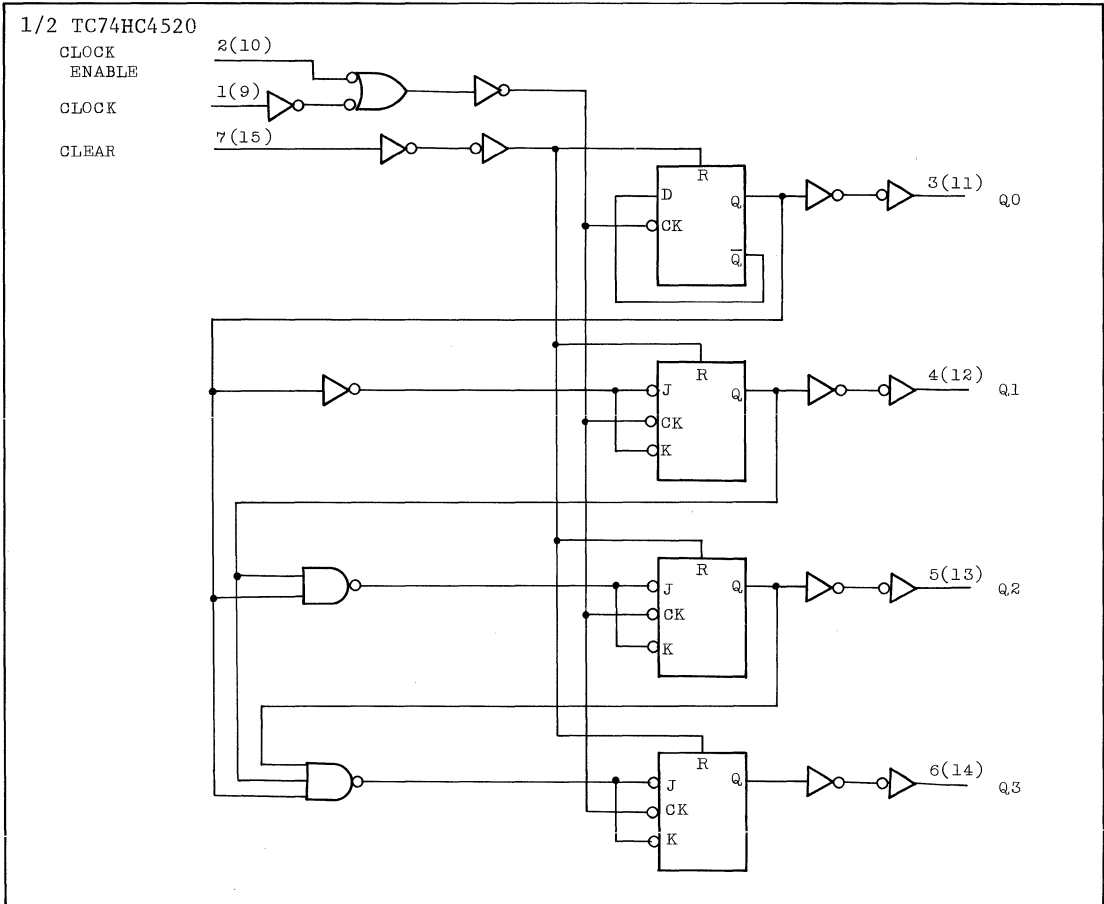 1/2 TC74HC4520
CLOCK ENABLE
2(10)
CLOCK
1(9)
CLEAR
7(15)
R
D
Q
CK
Q̅
3(11)
Q0
R
J
Q
CK
K
4(12)
Q1
R
J
Q
CK
K
5(13)
Q2
R
J
Q
CK
K
6(14)
Q3